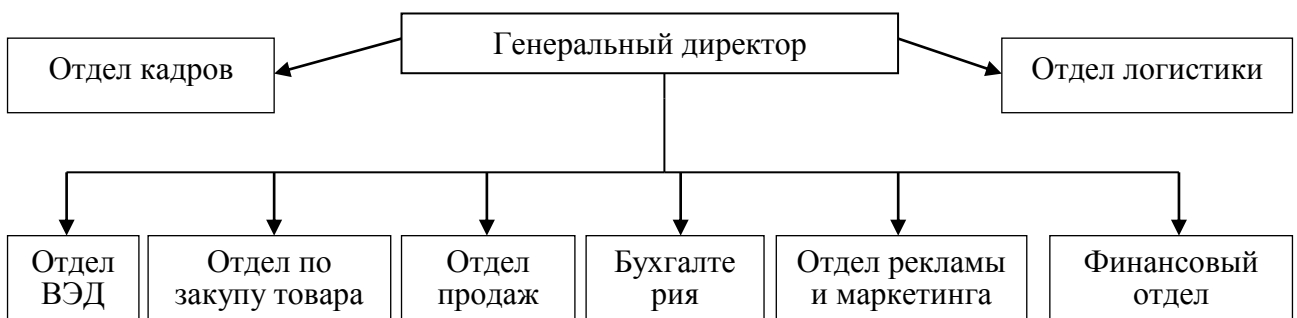 Генеральный директор
Отдел кадров
Отдел логистики
Отдел
ВЭД
Отдел по
закупу товара
Отдел
продаж
Бухгалте
рия
Отдел рекламы
и маркетинга
Финансовый
отдел